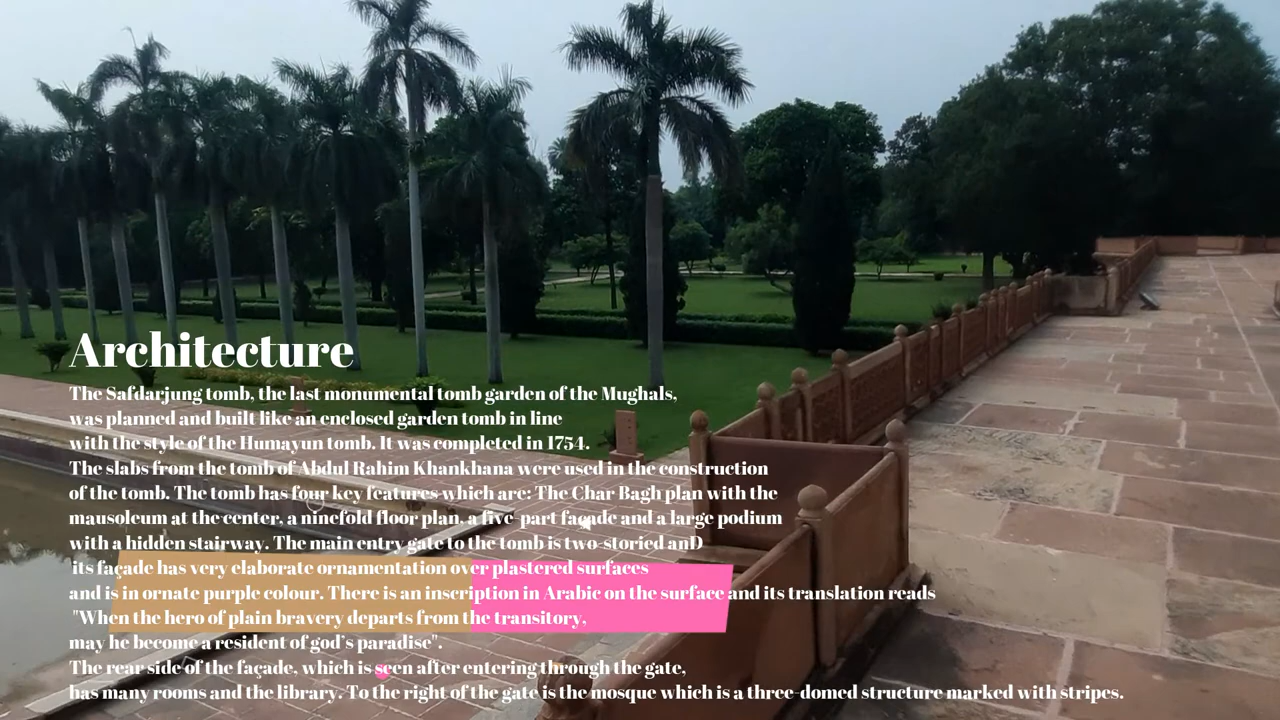 Architecture
The Safdarjung tomb, the last monumental tomb garden of the Mughals,
was planned and built like an enclosed garden tomb in line
with the style of the Humayun tomb. It was completed in 1754.
The slabs from the tomb of Abdul Rahim Khankhana were used in the construction
of the tomb. The tomb has four key features which are: The Char Bagh plan with the
mausoleum at the center, a ninefold floor plan, a five-part façade and a large podium
with a hidden stairway. The main entry gate to the tomb is two-storied anD
its façade has very elaborate ornamentation over plastered surfaces
and is in ornate purple colour. There is an inscription in Arabic on the surface and its translation reads
"When the hero of plain bravery departs from the transitory,
may he become a resident of god's paradise".
The rear side of the façade, which is seen after entering through the gate,
has many rooms and the library. To the right of the gate is the mosque which is a three-domed structure marked with stripes.